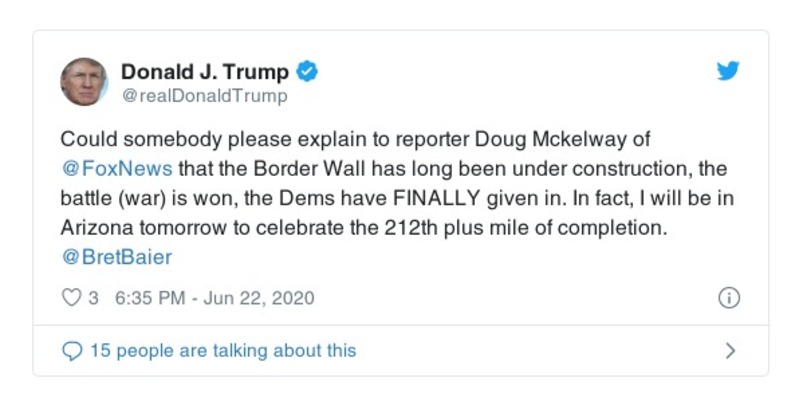 Donald J. Trump
@realDonaldTrump
Could somebody please explain to reporter Doug Mckelway of
@FoxNews that the Border Wall has long been under construction, the
battle (war) is won, the Dems have FINALLY given in. In fact, I will be in
Arizona tomorrow to celebrate the 212th plus mile of completion.
@BretBaier
3 6:35 PM - Jun 22, 2020
15 people are talking about this